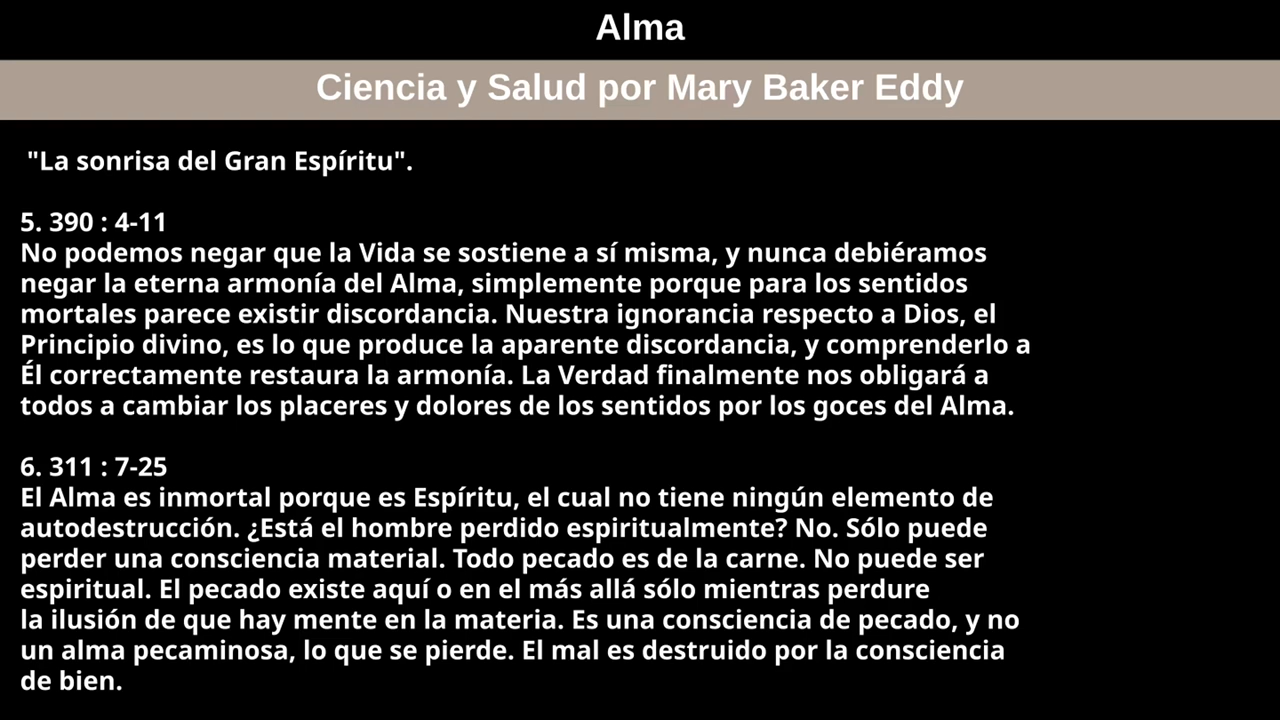 Alma
Ciencia y Salud por Mary Baker Eddy
"La sonrisa del Gran Espíritu".
5. 390 : 4-11
No podemos negar que la Vida se sostiene a sí misma, y nunca debiéramos
negar la eterna armonía del Alma, simplemente porque para los sentidos
mortales parece existir discordancia. Nuestra ignorancia respecto a Dios, el
Principio divino, es lo que produce la aparente discordancia, y comprenderlo a
Él correctamente restaura la armonía. La Verdad finalmente nos obligará a
todos a cambiar los placeres y dolores de los sentidos por los goces del Alma.
6. 311 : 7-25
El Alma es inmortal porque es Espíritu, el cual no tiene ningún elemento de
autodestrucción. ¿Está el hombre perdido espiritualmente? No. Sólo puede
perder una consciencia material. Todo pecado es de la carne. No puede ser
espiritual. El pecado existe aquí o en el más allá sólo mientras perdure
la ilusión de que hay mente en la materia. Es una consciencia de pecado, y no
un alma pecaminosa, lo que se pierde. El mal es destruido por la consciencia
de bien.